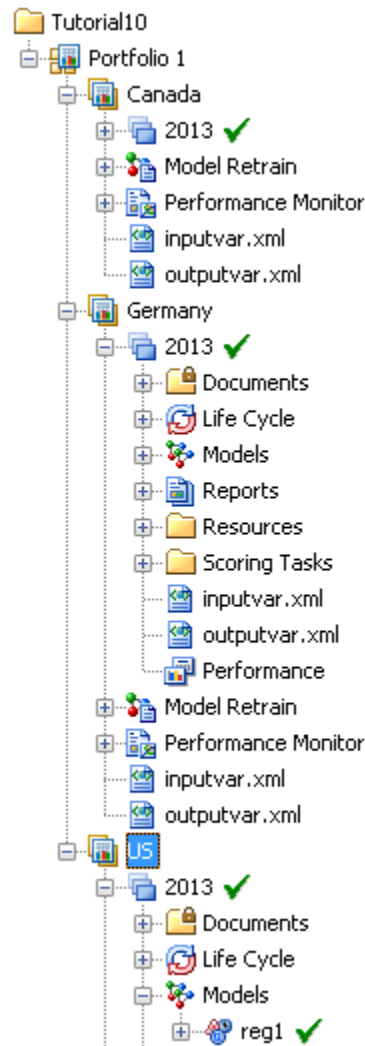 Tutorial10
Portfolio 1
Canada
2013
Model Retrain
Performance Monitor
inputvar.xml
outputvar.xml
Germany
2013
Documents
Life Cycle
Models
Reports
Resources
Scoring Tasks
inputvar.xml
outputvar.xml
Performance
Model Retrain
Performance Monitor
inputvar.xml
outputvar.xml
US
2013
Documents
Life Cycle
Models
reg1